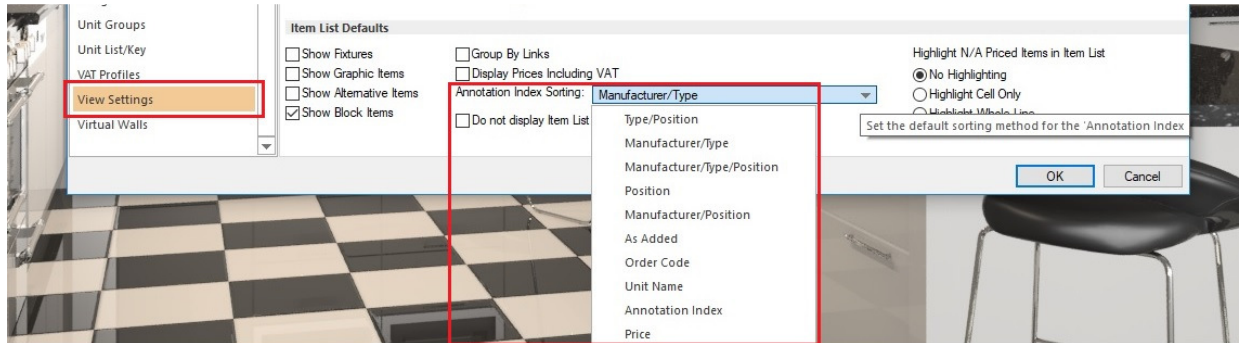 Unit Groups
Unit List/Key
VAT Profiles
View Settings
Virtual Walls
Item List Defaults
Show Fixtures
Show Graphic Items
Show Alternative Items
Show Block Items
Group By Links
Display Prices Including VAT
Annotation Index Sorting: Manufacturer/Type
Do not display Item List
Type/Position
Manufacturer/Type
Manufacturer/Type/Position
Position
Manufacturer/Position
As Added
Order Code
Unit Name
Annotation Index
Price
Highlight N/A Priced Items in Item List
No Highlighting
Highlight Cell Only
Highlight Whole Line
Set the default sorting method for the 'Annotation Index
OK Cancel